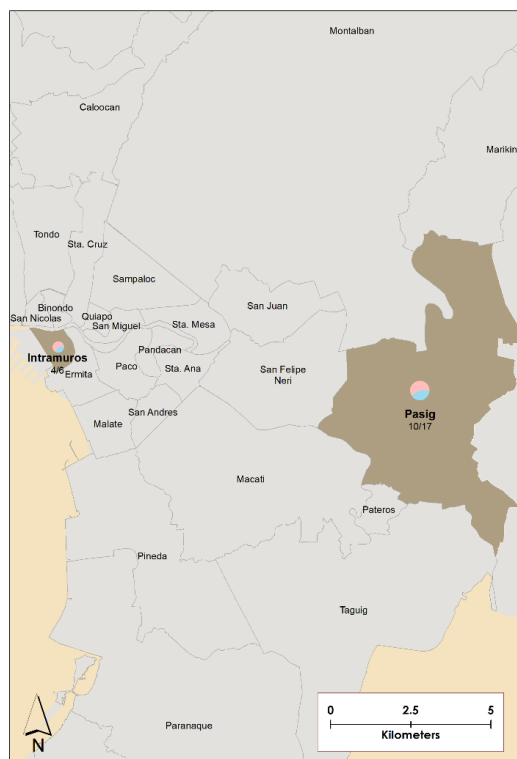 Montalban
Caloocan
Marikin
Tondo
Sta. Cruz
Sampaloc
Binondo
San Nicolas
Quiapo
San Miguel
Sta. Mesa
San Juan
Intramuros
4/6
Ermita
Paco
Pandacan
Sta. Ana
San Felipe
Neri
Pasig
10/17
San Andres
Malate
Macati
Pateros
Pineda
Taguig
Paranaque
N
0 2.5 5
Kilometers